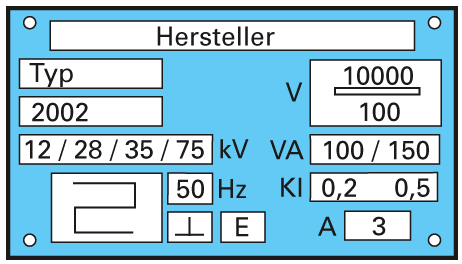 Hersteller
Typ
2002
V 10000
100
12 / 28 / 35 / 75 kV
VA 100 / 150
50 Hz
Kl 0,2 0,5
E
A 3